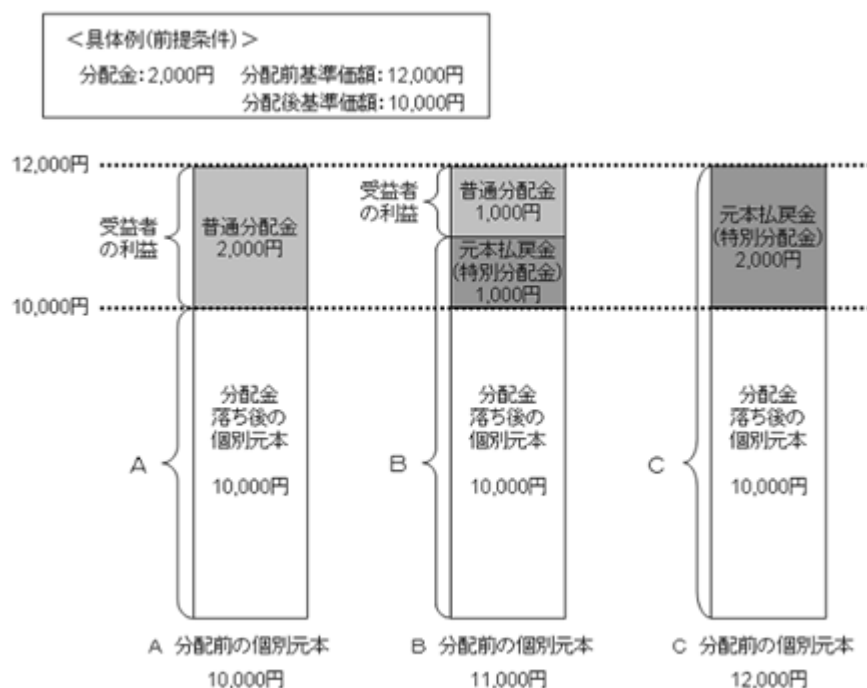 ＜具体例(前提条件)＞
分配金：2,000円　分配前基準価額：12,000円
分配後基準価額：10,000円
12,000円
受益者
の利益
普通分配金
2,000円
10,000円
A
分配金
落ち後の
個別元本
10,000円
A 分配前の個別元本
10,000円
受益者
の利益
普通分配金
1,000円
元本払戻金
(特別分配金)
1,000円
B
分配金
落ち後の
個別元本
10,000円
B 分配前の個別元本
11,000円
元本払戻金
(特別分配金)
2,000円
C
分配金
落ち後の
個別元本
10,000円
C 分配前の個別元本
12,000円